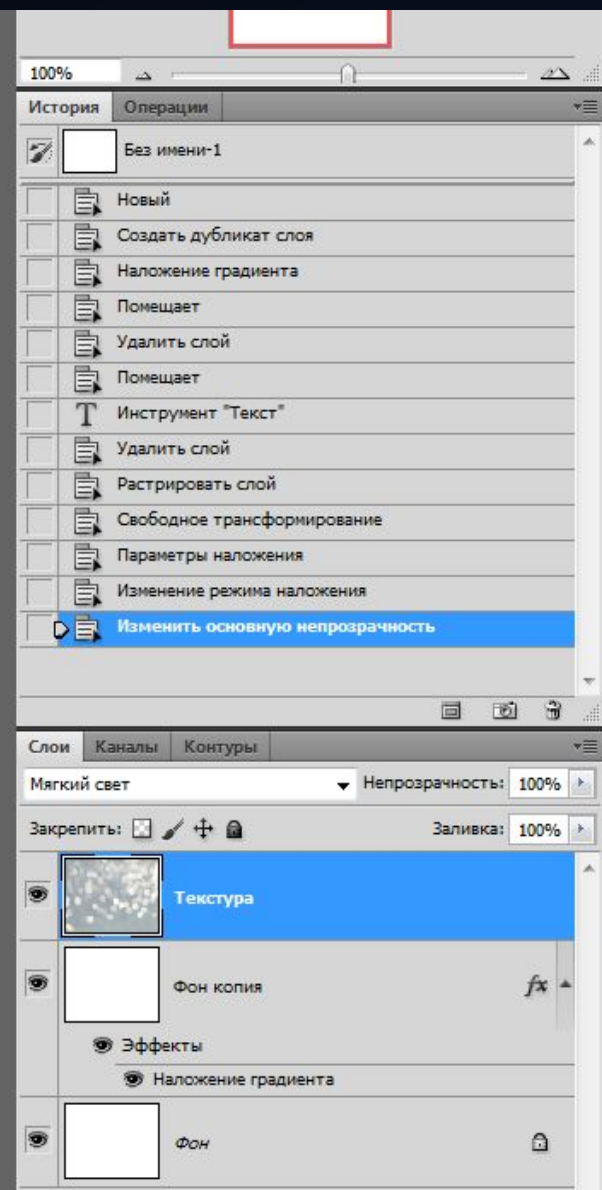 100%
История Операции
Без имени-1
Новый
Создать дубликат слоя
Наложение градиента
Помещает
Удалить слой
Помещает
Инструмент "Текст"
Удалить слой
Растрировать слой
Свободное трансформирование
Параметры наложения
Изменение режима наложения
Изменить основную непрозрачность
Слои Каналы Контуры
Мягкий свет Непрозрачность: 100%
Закрепить: Заливка: 100%
Текстура
Фон копия fx
Эффекты
Наложение градиента
Фон